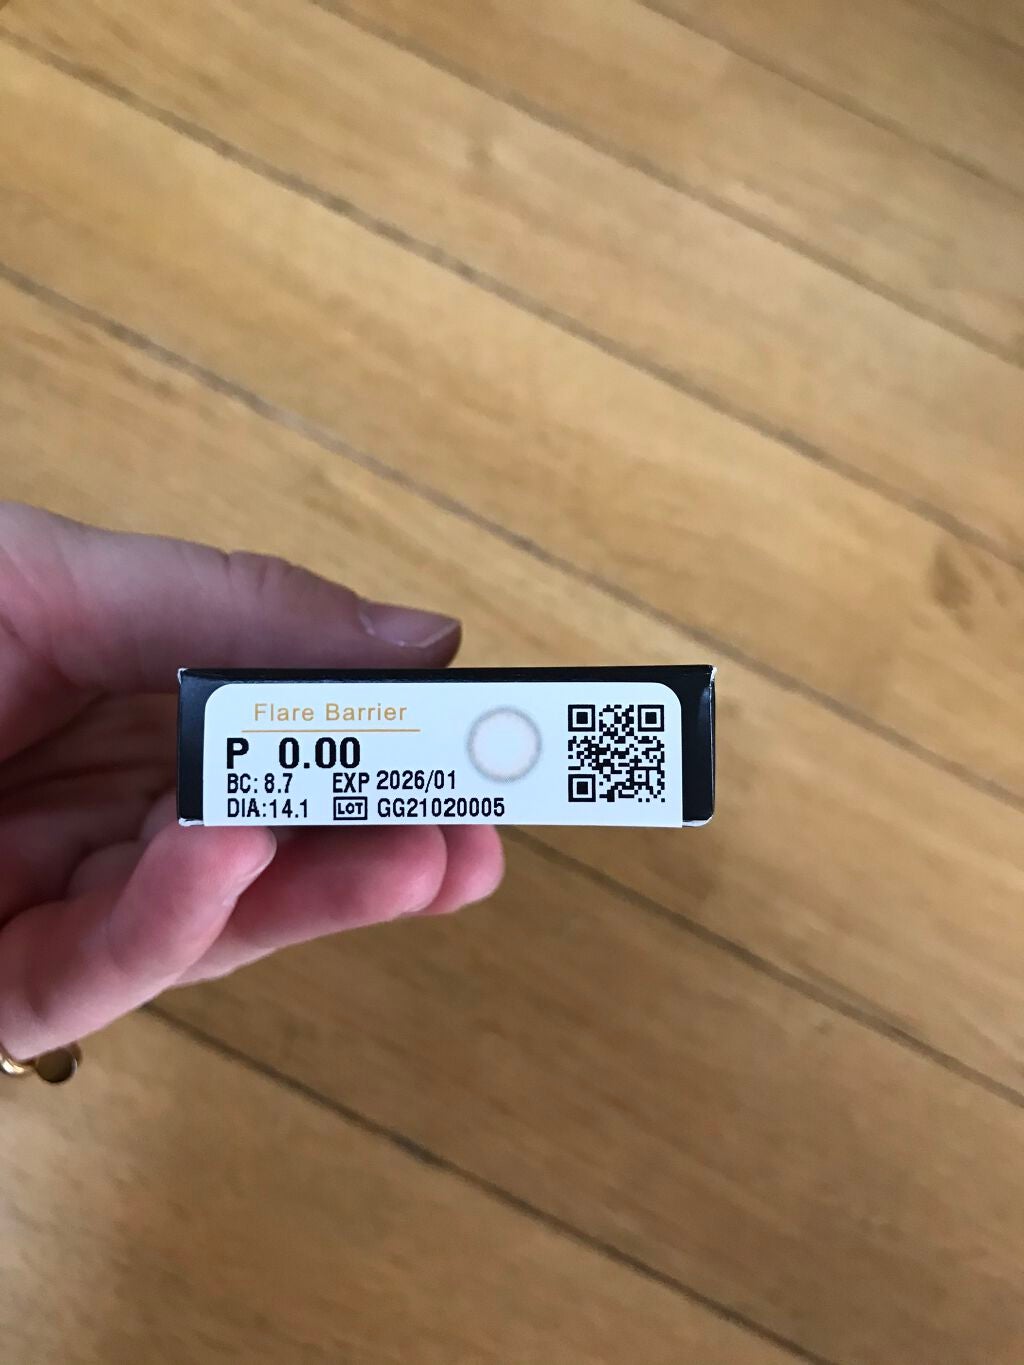 Flare Barrier
P 0.00
BC: 8.7 EXP 2026/01
DIA:14.1 LOT GG21020005